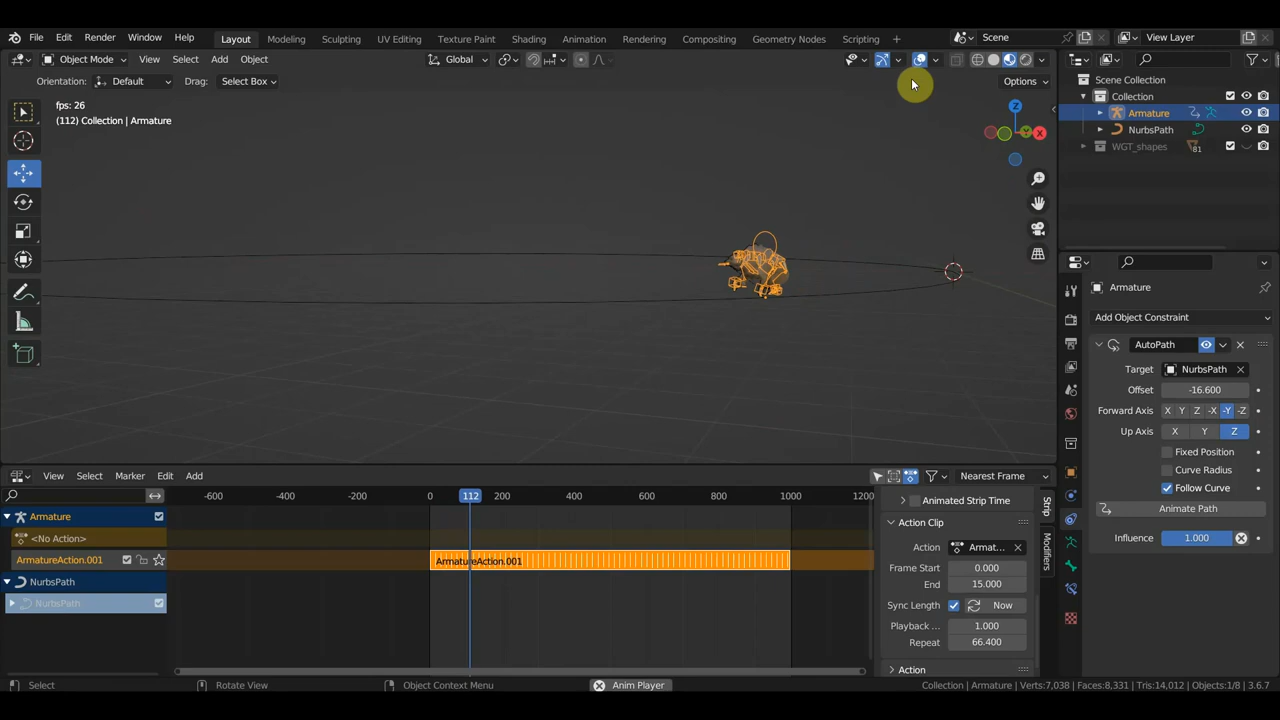 File Edit Render Window Help Layout Modeling Sculpting UV Editing Texture Paint Shading Animation Rendering Compositing Geometry Nodes Scripting Scene View Layer
Object Mode View Select Add Object Global
Orientation: Default Drag: Select Box Options
fps: 26
(112) Collection | Armature
Z
Y
X
Scene Collection
Collection
Armature
NurbsPath
WGT_shapes 81
Armature
Add Object Constraint
AutoPath
Target NurbsPath
Offset -16.600
Forward Axis X Y Z -X -Y -Z
Up Axis X Y Z
Fixed Position
Curve Radius
Follow Curve
Animate Path
Influence 1.000
View Select Marker Edit Add Nearest Frame
-600 -400 -200 0 112 200 400 600 800 1000 1200
Armature
<No Action>
ArmatureAction.001
ArmatureAction.001
NurbsPath
NurbsPath
Animated Strip Time
Action Clip
Action Armat...
Frame Start 0.000
End 15.000
Sync Length Now
Playback ... 1.000
Repeat 66.400
Action
Strip
Modifiers
Select Rotate View Object Context Menu Anim Player Collection | Armature | Verts:7,038 | Faces:8,331 | Tris:14,012 | Objects:1/8 | 3.6.7